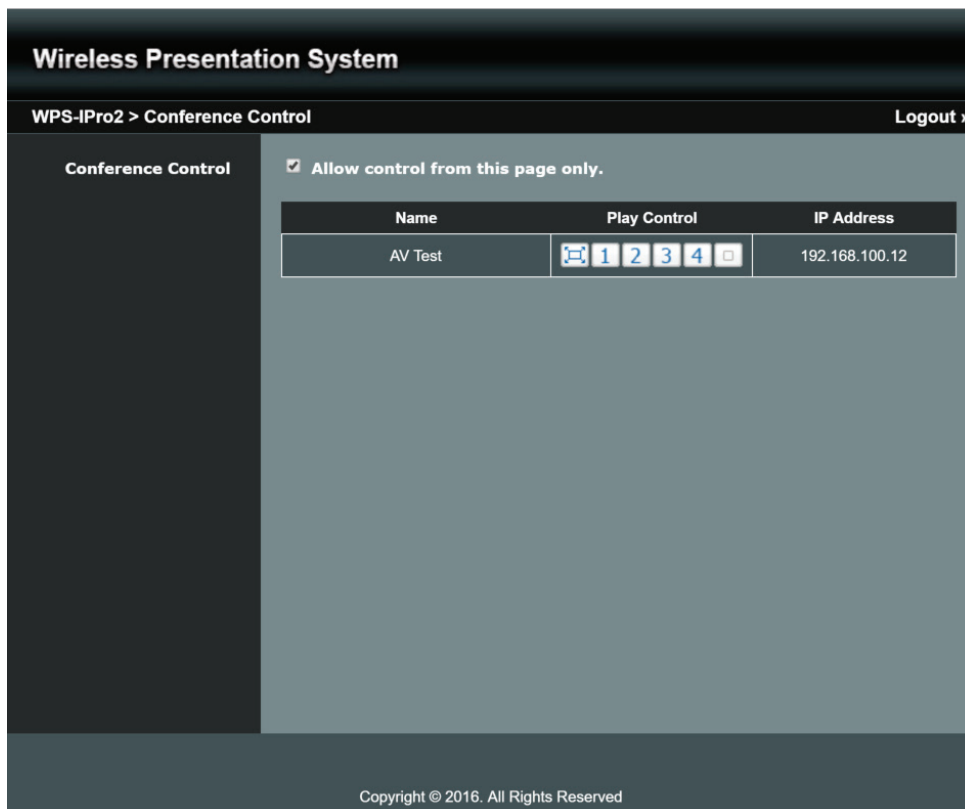 Wireless Presentation System
WPS-IPro2 > Conference Control
Logout »
Conference Control
Allow control from this page only.
Name Play Control IP Address
AV Test 1 2 3 4 192.168.100.12
Copyright © 2016. All Rights Reserved